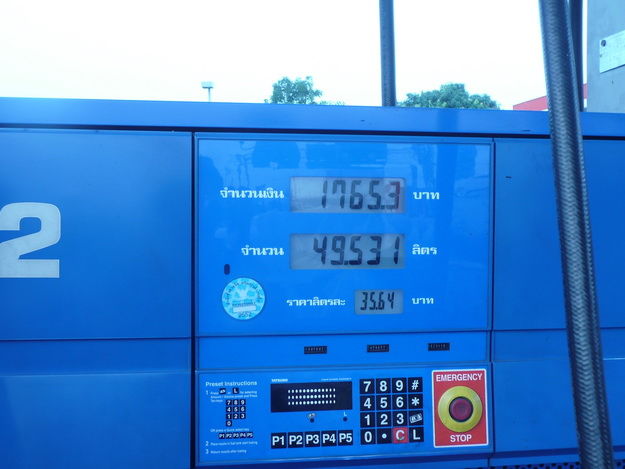 จำนวนเงิน 1765.3 บาท
2
จำนวน 49.531 ลิตร
ราคาลิตรละ 35.64 บาท
Preset Instructions
7 8 9 #
4 5 6 *
1 2 3
0 • C L
P1 P2 P3 P4 P5
EMERGENCY
STOP